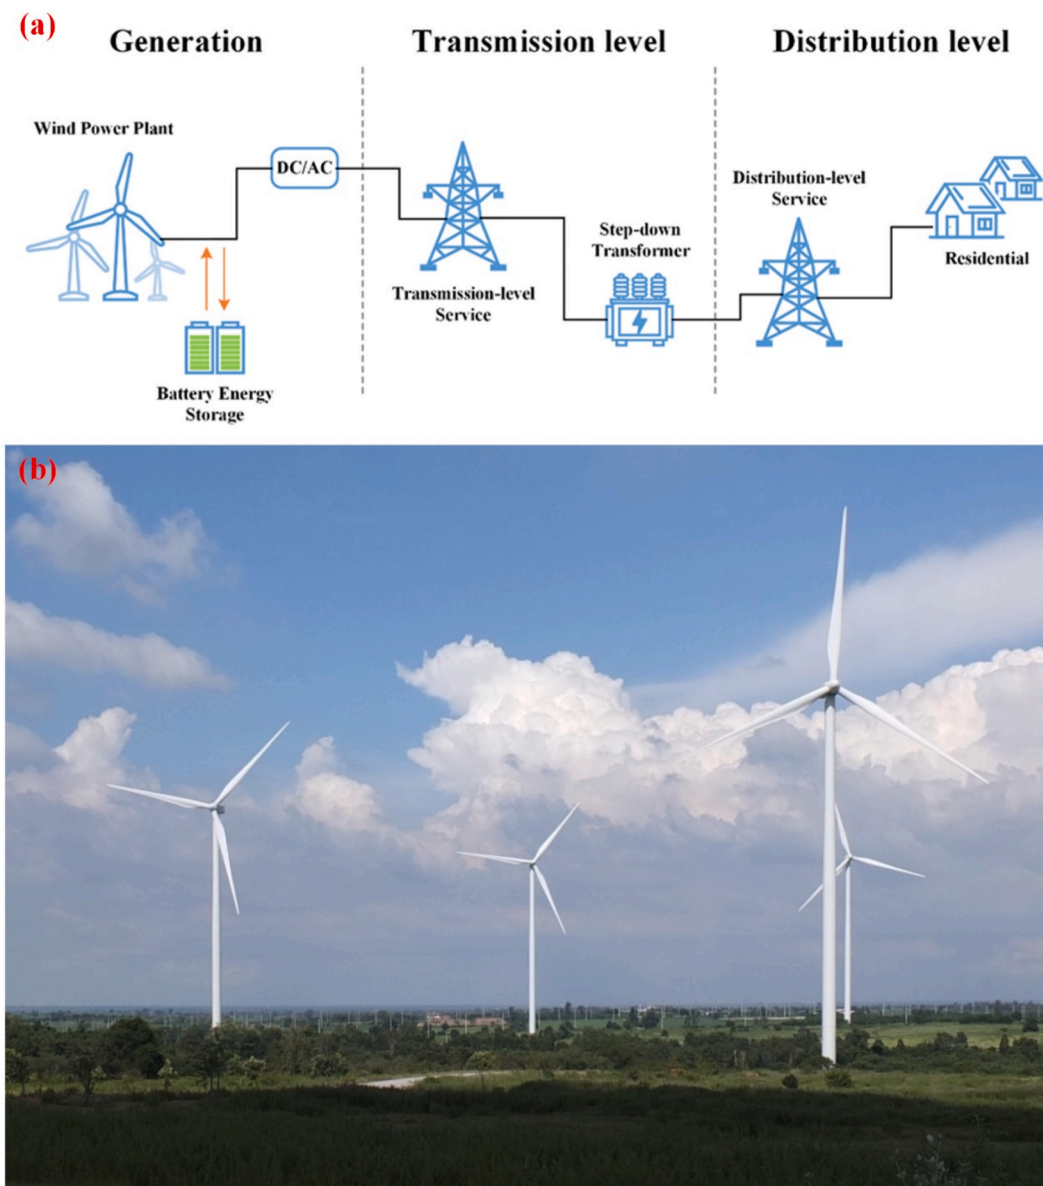 (a)
Generation
Transmission level
Distribution level
Wind Power Plant
DC/AC
Battery Energy
Storage
Transmission-level
Service
Step-down
Transformer
Distribution-level
Service
Residential
(b)